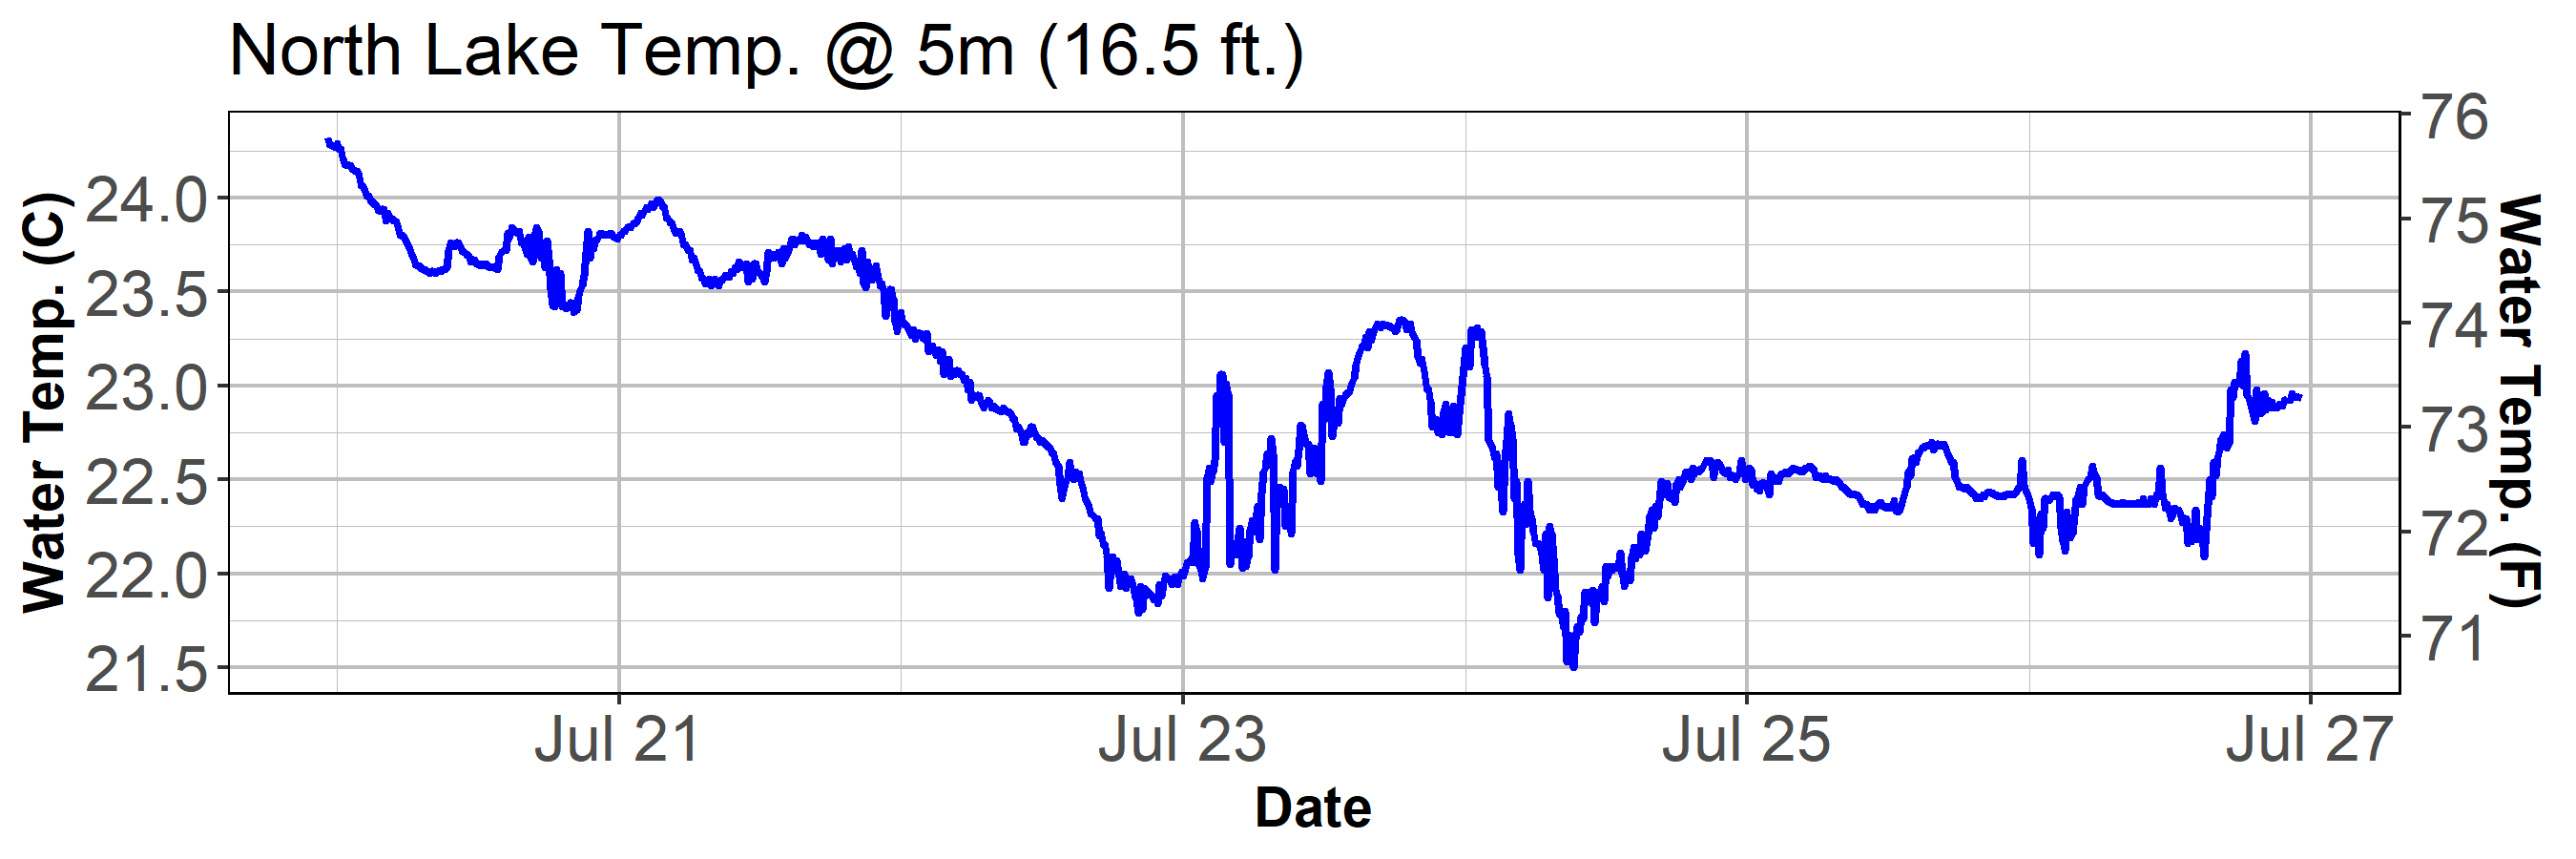 North Lake Temp. @ 5m (16.5 ft.)
Water Temp. (C)
24.0
23.5
23.0
22.5
22.0
21.5
76
75
74
73
72
71
Water Temp. (F)
Jul 21 Jul 23 Jul 25 Jul 27
Date